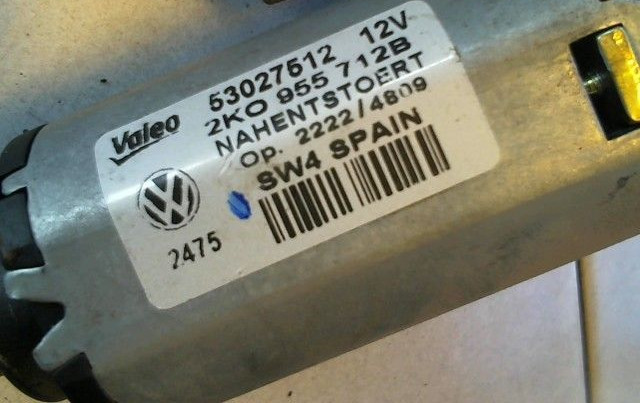 Valeo
53027512 12V
2K0 955 712B
NAHENTSTOERT
Op. 2222/4809
SW4 SPAIN
2475